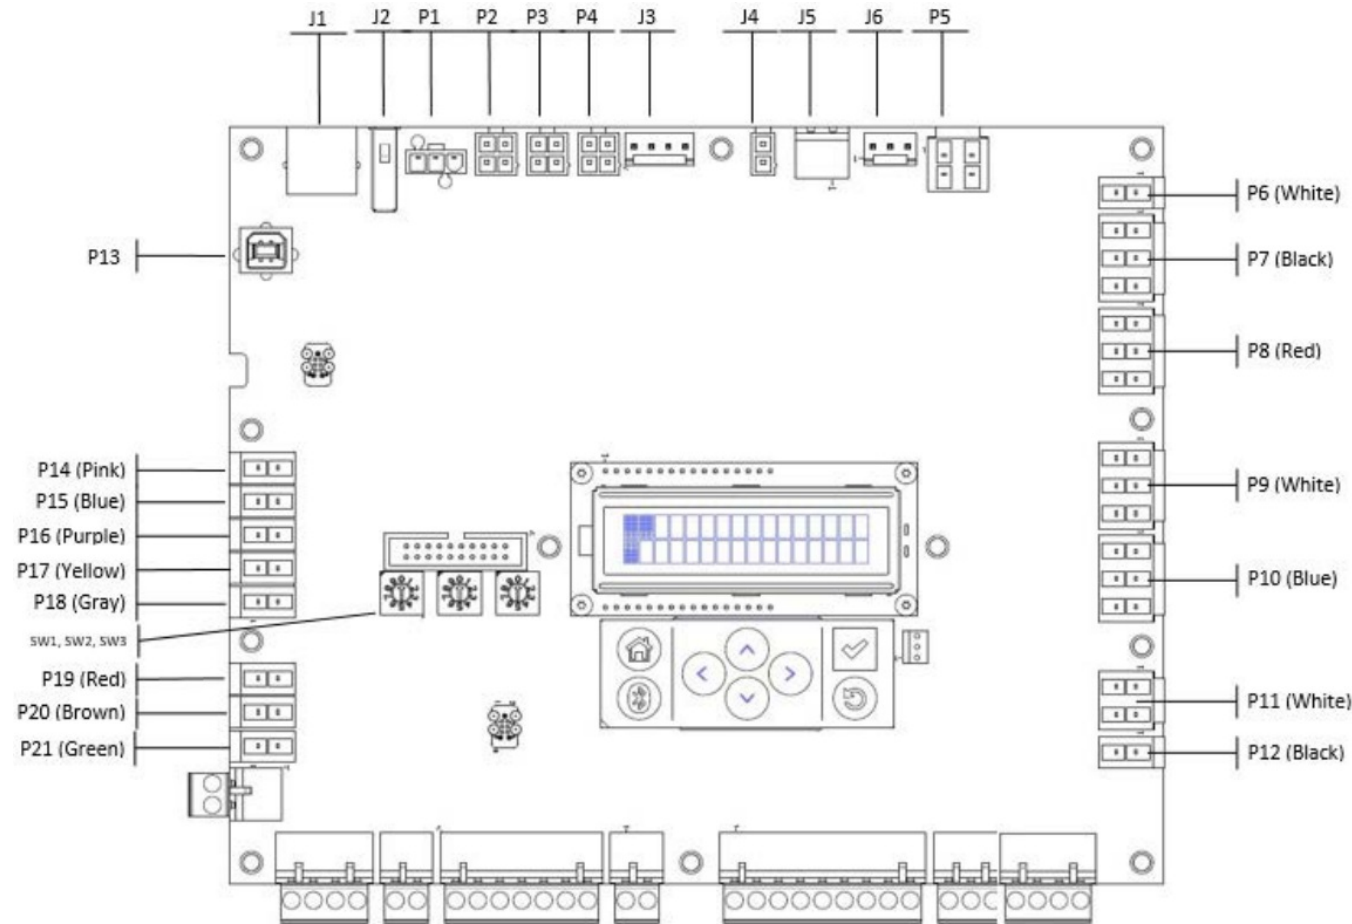 J1 J2 P1 P2 P3 P4 J3 J4 J5 J6 P5
P6 (White)
P13
P7 (Black)
P8 (Red)
P14 (Pink)
P9 (White)
P15 (Blue)
P16 (Purple)
P17 (Yellow)
P10 (Blue)
P18 (Gray)
SW1, SW2, SW3
P19 (Red)
P11 (White)
P20 (Brown)
P21 (Green)
P12 (Black)